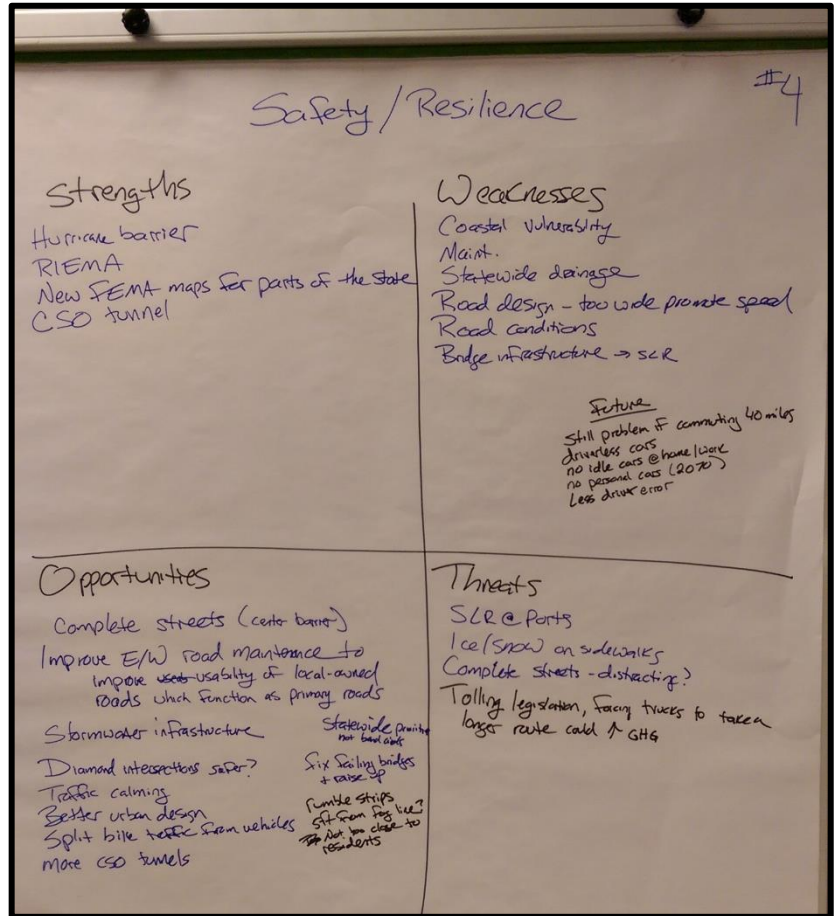 #4
Safety/Resilience
Strengths
Hurricane barrier
RIEMA
New FEMA maps for parts of the state
CSO tunnel
Weaknesses
Coastal Vulnerability
Maint.
Statewide drainage
Road design - too wide promote speed
Road conditions
Bridge infrastructure → SLR
Future
still problem if commuting 40 miles
driverless cars
no idle cars @ home/work
no personal cars (2070)
Less driver error
Opportunities
Complete streets (center barrier)
Improve E/W road maintence to
improve usability of local-owned
roads which function as primary roads
Stormwater infrastructure
Diamond intersections safer?
Traffic calming
Better urban design
Split bike traffic from vehicles
more CSO tunnels
Statewide
not
fix failing bridges
+ raise up
rumble strips
5ft from fog line?
Not too close to
residents
Threats
SLR @ Ports
Ice/Snow on sidewalks
Complete streets - distracting?
Tolling legislation, forcing trucks to take a
longer route could ↑ GHG